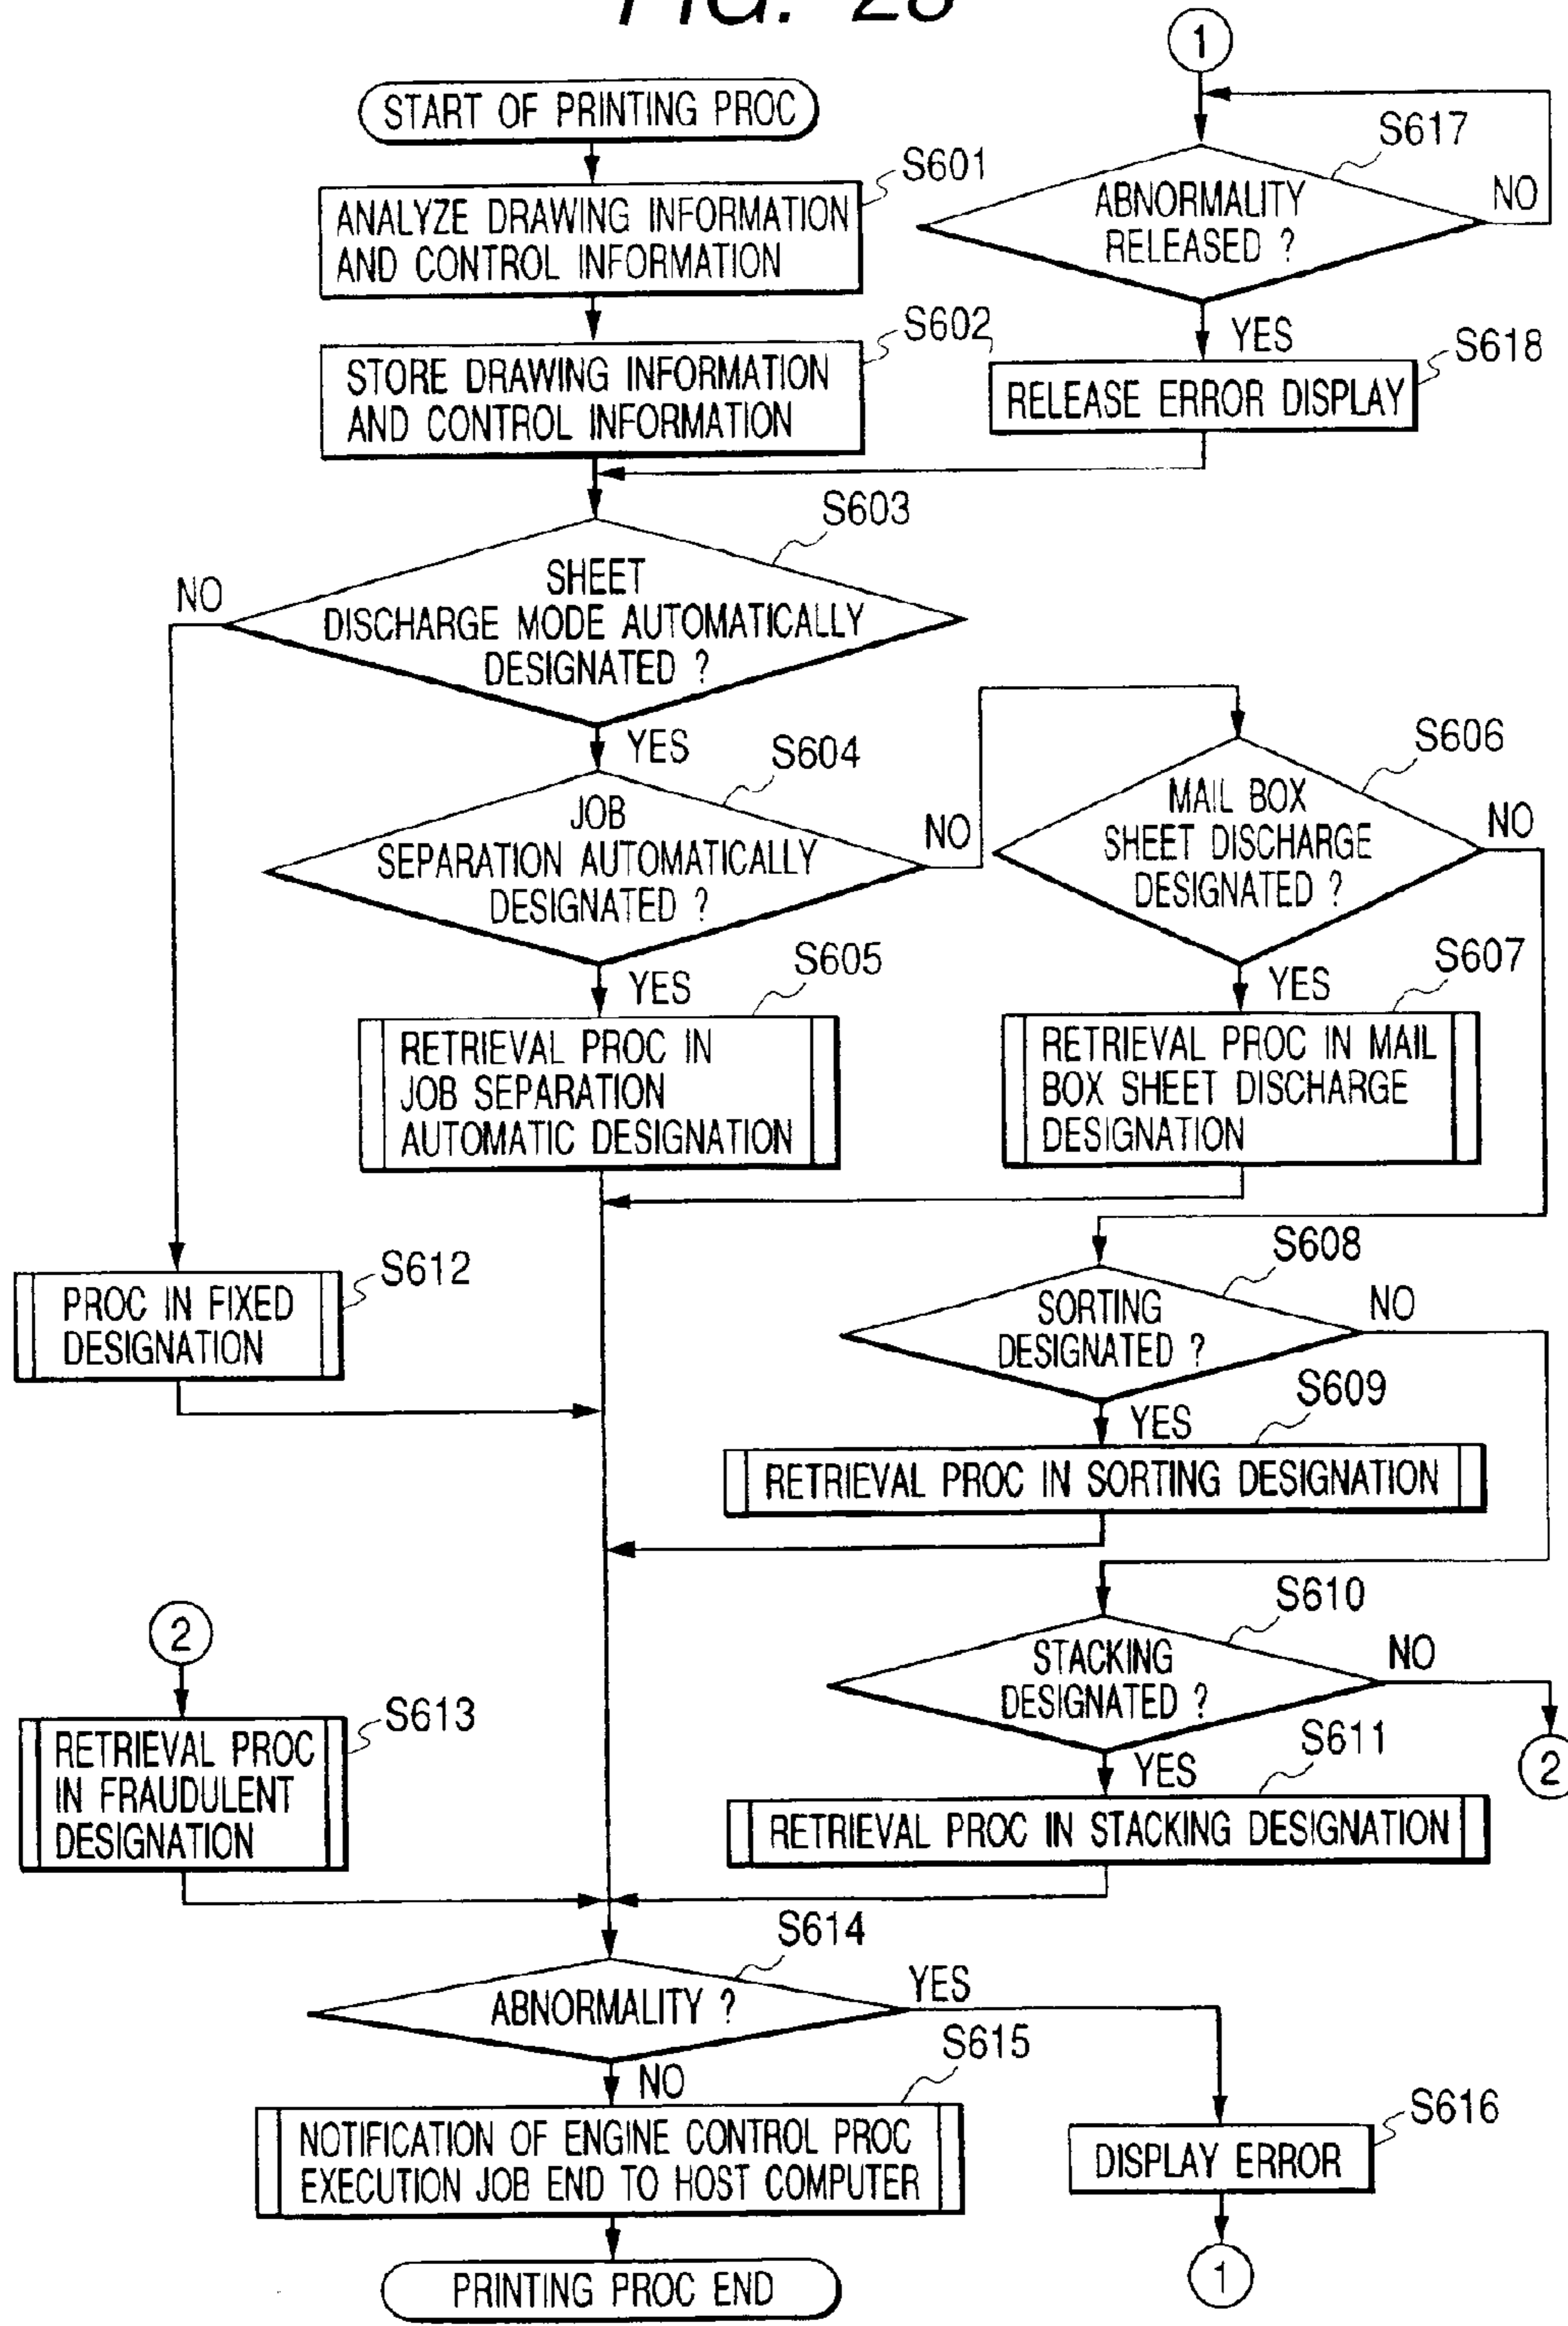 1
START OF PRINTING PROC
S601
ANALYZE DRAWING INFORMATION
AND CONTROL INFORMATION
S617
ABNORMALITY
RELEASED ?
NO
YES
S602
STORE DRAWING INFORMATION
AND CONTROL INFORMATION
S618
RELEASE ERROR DISPLAY
S603
SHEET
DISCHARGE MODE AUTOMATICALLY
DESIGNATED ?
NO
YES
S604
JOB
SEPARATION AUTOMATICALLY
DESIGNATED ?
NO
YES
S606
MAIL BOX
SHEET DISCHARGE
DESIGNATED ?
NO
YES
S605
RETRIEVAL PROC IN
JOB SEPARATION
AUTOMATIC DESIGNATION
S607
RETRIEVAL PROC IN MAIL
BOX SHEET DISCHARGE
DESIGNATION
S612
PROC IN FIXED
DESIGNATION
S608
SORTING
DESIGNATED ?
NO
YES
S609
RETRIEVAL PROC IN SORTING DESIGNATION
S610
STACKING
DESIGNATED ?
NO
2
YES
S611
RETRIEVAL PROC IN STACKING DESIGNATION
2
S613
RETRIEVAL PROC
IN FRAUDULENT
DESIGNATION
S614
ABNORMALITY ?
YES
NO
S615
NOTIFICATION OF ENGINE CONTROL PROC
EXECUTION JOB END TO HOST COMPUTER
S616
DISPLAY ERROR
1
PRINTING PROC END